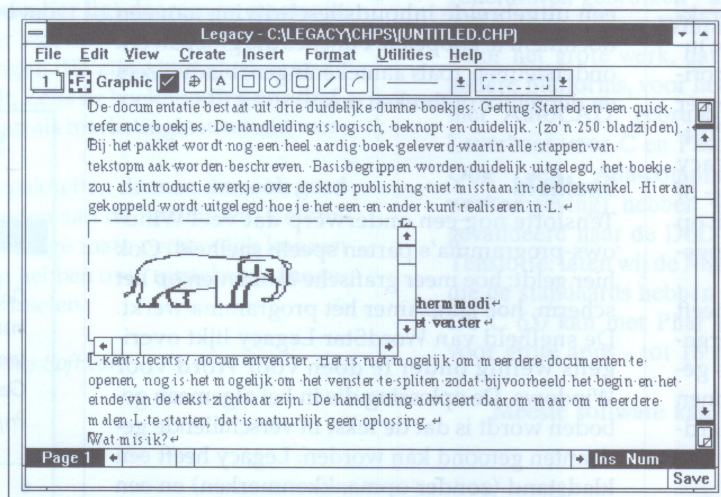 Legacy - C:\LEGACY\CHPS\[UNTITLED.CHP]
File Edit View Create Insert Format Utilities Help
1 Graphic A
De documentatie bestaat uit drie duidelijke dunne boekjes: Getting Started en een quick
reference boekjes. De handleiding is logisch, beknopt en duidelijk. (zo'n 250 bladzijden).
Bij het pakket wordt nog een heel aardig boek geleverd waarin alle stappen van
tekstopmaak worden beschreven. Basisbegrippen worden duidelijk uitgelegd, het boekje
zou als introductiewerkje over desktop publishing niet misstaan in de boekwinkel. Hieraan
gekoppeld wordt uitgelegd hoe je het een en ander kunt realiseren in L.
hermmodi
et venster
L kent slechts 7 documentvenster. Het is niet mogelijk om meerdere documenten te
openen, nog is het mogelijk om het venster te spliten zodat bijvoorbeeld het begin en het
einde van de tekst zichtbaar zijn. De handleiding adviseert daarom maar om meerdere
malen L te starten, dat is natuurlijk geen oplossing.
Wat mis ik?
Page 1 Ins Num
Save